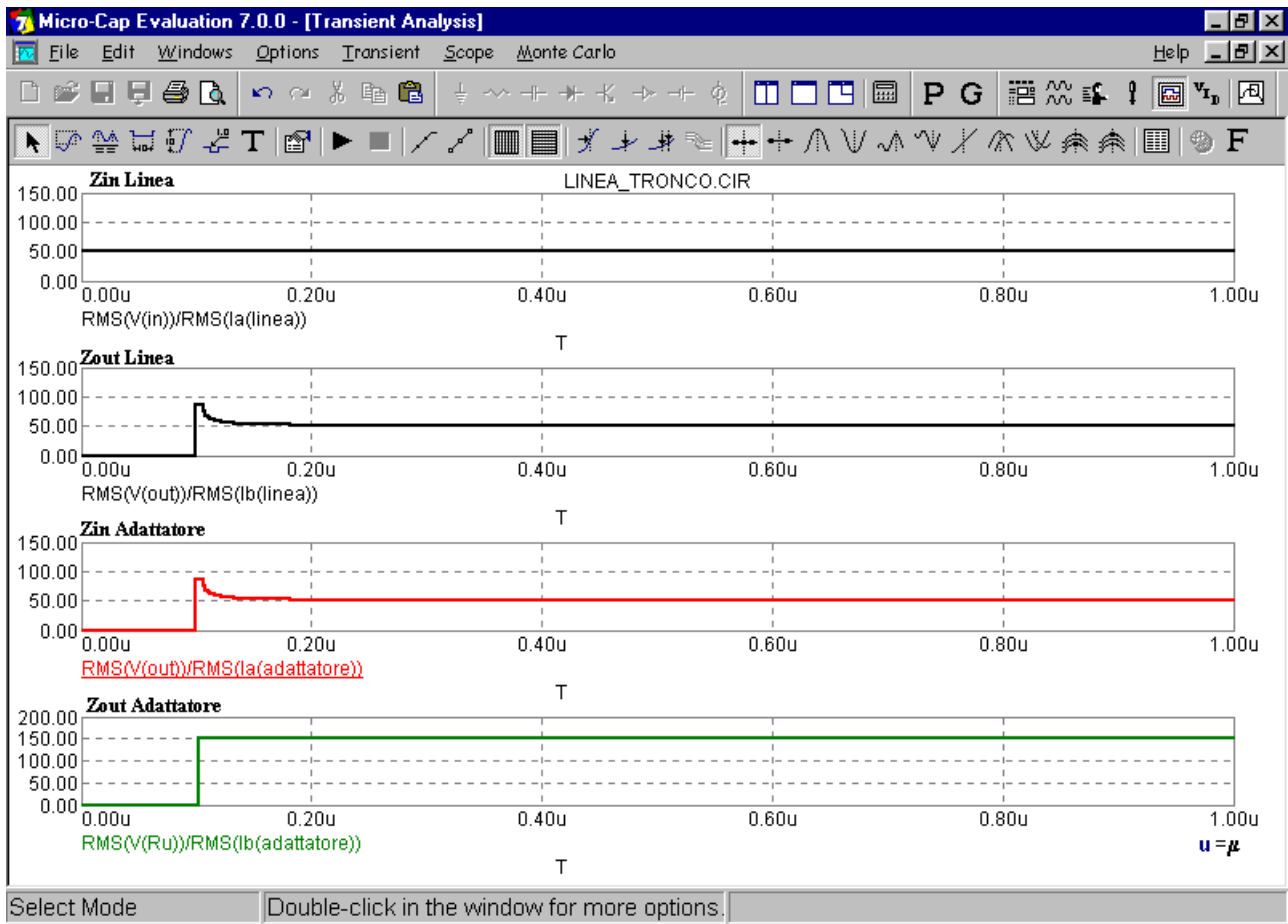 Micro-Cap Evaluation 7.0.0 - [Transient Analysis]
File Edit Windows Options Transient Scope Monte Carlo Help
P G
T F
Zin Linea
LINEA_TRONCO.CIR
150.00
100.00
50.00
0.00
0.00u 0.20u 0.40u 0.60u 0.80u 1.00u
RMS(V(in))/RMS(Ia(linea))
T
Zout Linea
150.00
100.00
50.00
0.00
0.00u 0.20u 0.40u 0.60u 0.80u 1.00u
RMS(V(out))/RMS(Ib(linea))
T
Zin Adattatore
150.00
100.00
50.00
0.00
0.00u 0.20u 0.40u 0.60u 0.80u 1.00u
RMS(V(out))/RMS(Ia(adattatore))
T
Zout Adattatore
200.00
150.00
100.00
50.00
0.00
0.00u 0.20u 0.40u 0.60u 0.80u 1.00u
RMS(V(Ru))/RMS(Ib(adattatore))
u =μ
T
Select Mode
Double-click in the window for more options.